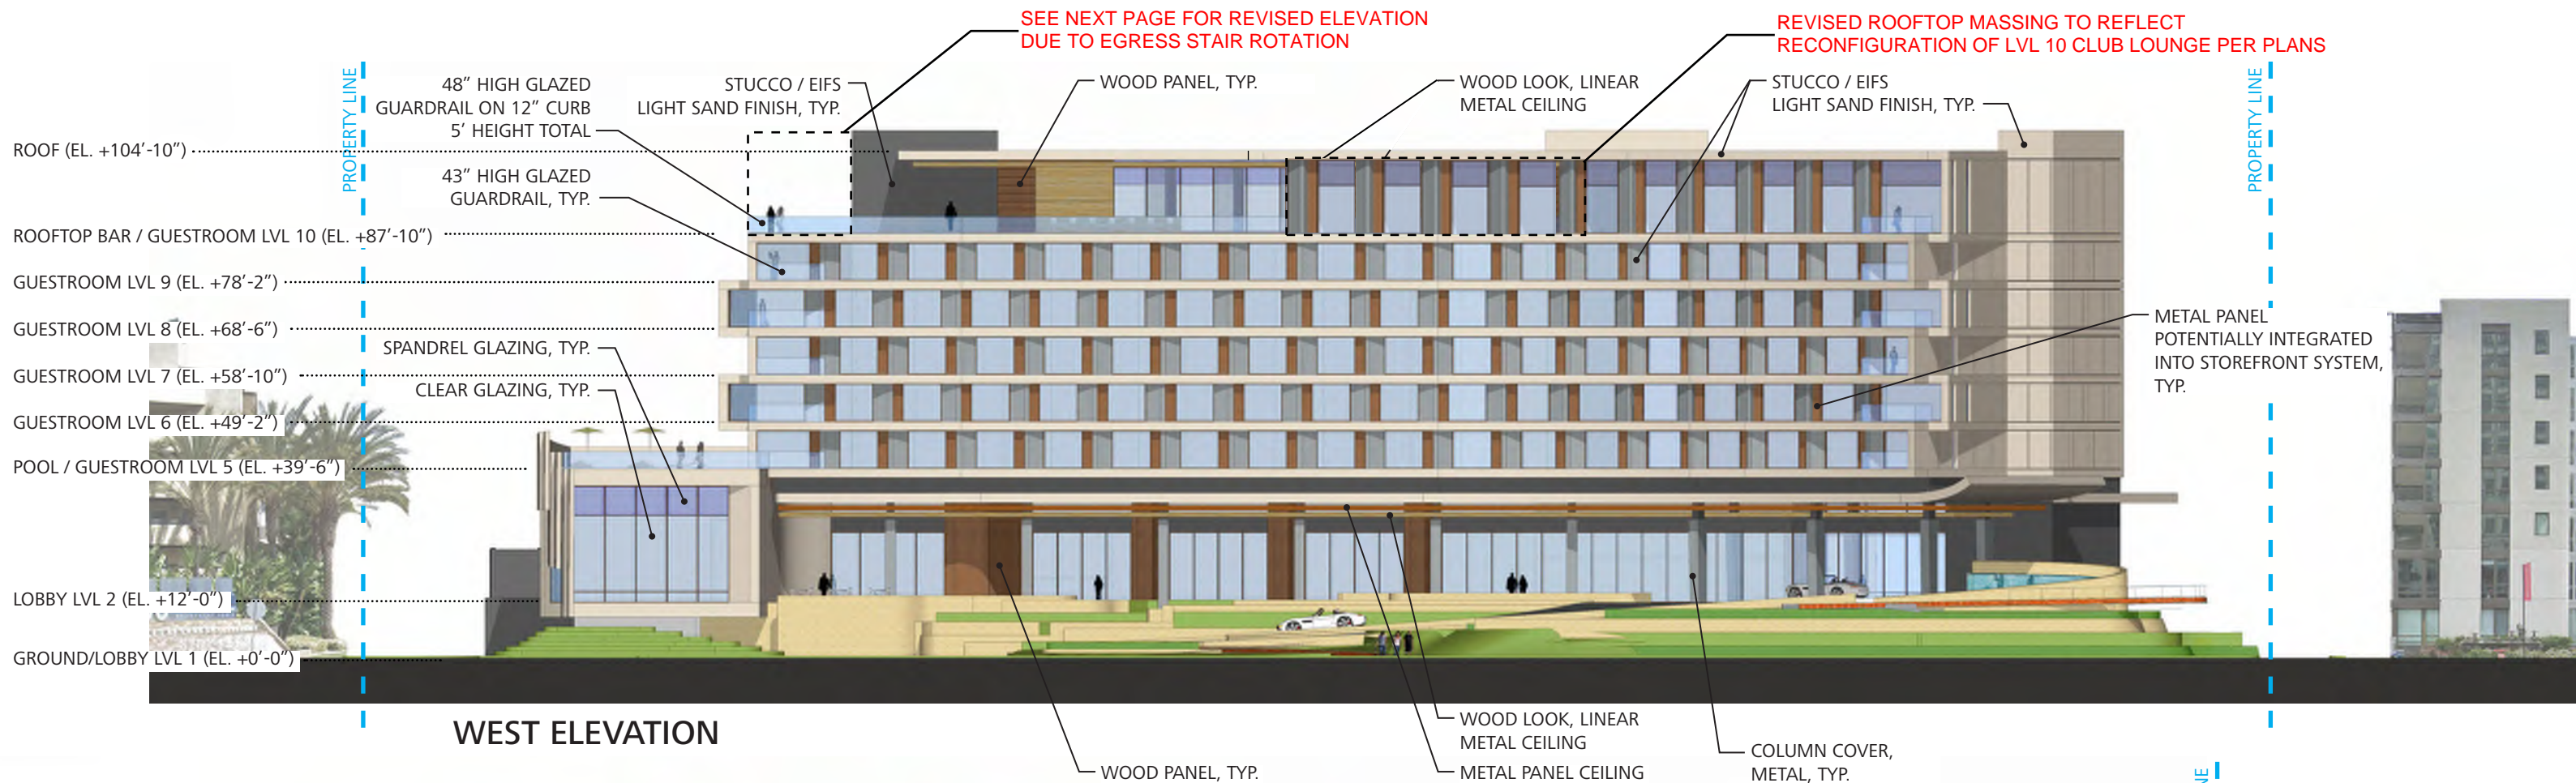 SEE NEXT PAGE FOR REVISED ELEVATION
DUE TO EGRESS STAIR ROTATION
REVISED ROOFTOP MASSING TO REFLECT
RECONFIGURATION OF LVL 10 CLUB LOUNGE PER PLANS
PROPERTY LINE
48” HIGH GLAZED
GUARDRAIL ON 12” CURB
5’ HEIGHT TOTAL
STUCCO / EIFS
LIGHT SAND FINISH, TYP.
WOOD PANEL, TYP.
WOOD LOOK, LINEAR
METAL CEILING
STUCCO / EIFS
LIGHT SAND FINISH, TYP.
PROPERTY LINE
ROOF (EL. +104’-10”)
43” HIGH GLAZED
GUARDRAIL, TYP.
ROOFTOP BAR / GUESTROOM LVL 10 (EL. +87’-10”)
GUESTROOM LVL 9 (EL. +78’-2”)
GUESTROOM LVL 8 (EL. +68’-6”)
SPANDREL GLAZING, TYP.
GUESTROOM LVL 7 (EL. +58’-10”)
CLEAR GLAZING, TYP.
GUESTROOM LVL 6 (EL. +49’-2”)
POOL / GUESTROOM LVL 5 (EL. +39’-6”)
METAL PANEL
POTENTIALLY INTEGRATED
INTO STOREFRONT SYSTEM,
TYP.
LOBBY LVL 2 (EL. +12’-0”)
GROUND/LOBBY LVL 1 (EL. +0’-0”)
WEST ELEVATION
WOOD PANEL, TYP.
WOOD LOOK, LINEAR
METAL CEILING
METAL PANEL CEILING
COLUMN COVER,
METAL, TYP.
NE